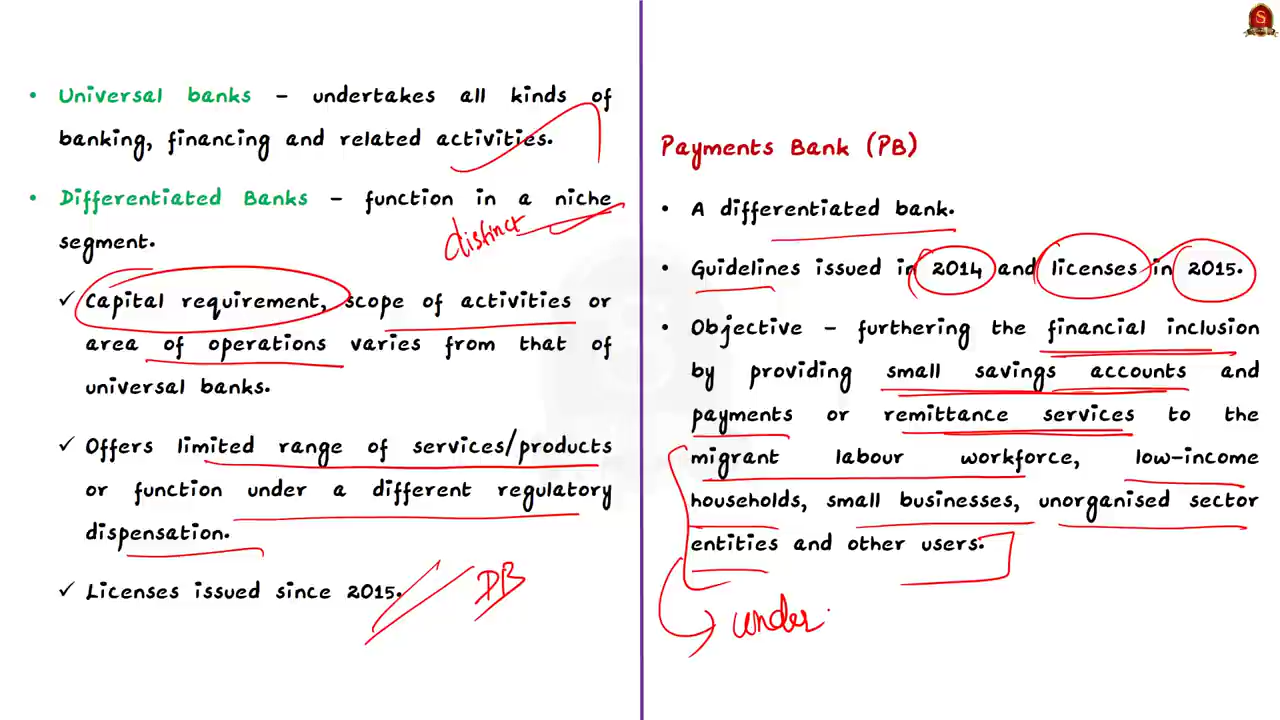 • Universal banks – undertakes all kinds of
banking, financing and related activities.
• Differentiated Banks – function in a niche
distinct
segment.
✓ Capital requirement, scope of activities or
area of operations varies from that of
universal banks.
✓ Offers limited range of services/products
or function under a different regulatory
dispensation.
✓ Licenses issued since 2015.
Payments Bank (PB)
• A differentiated bank.
• Guidelines issued in 2014 and licenses in 2015.
• Objective – furthering the financial inclusion
by providing small savings accounts and
payments or remittance services to the
migrant labour workforce, low-income
households, small businesses, unorganised sector
entities and other users.
under